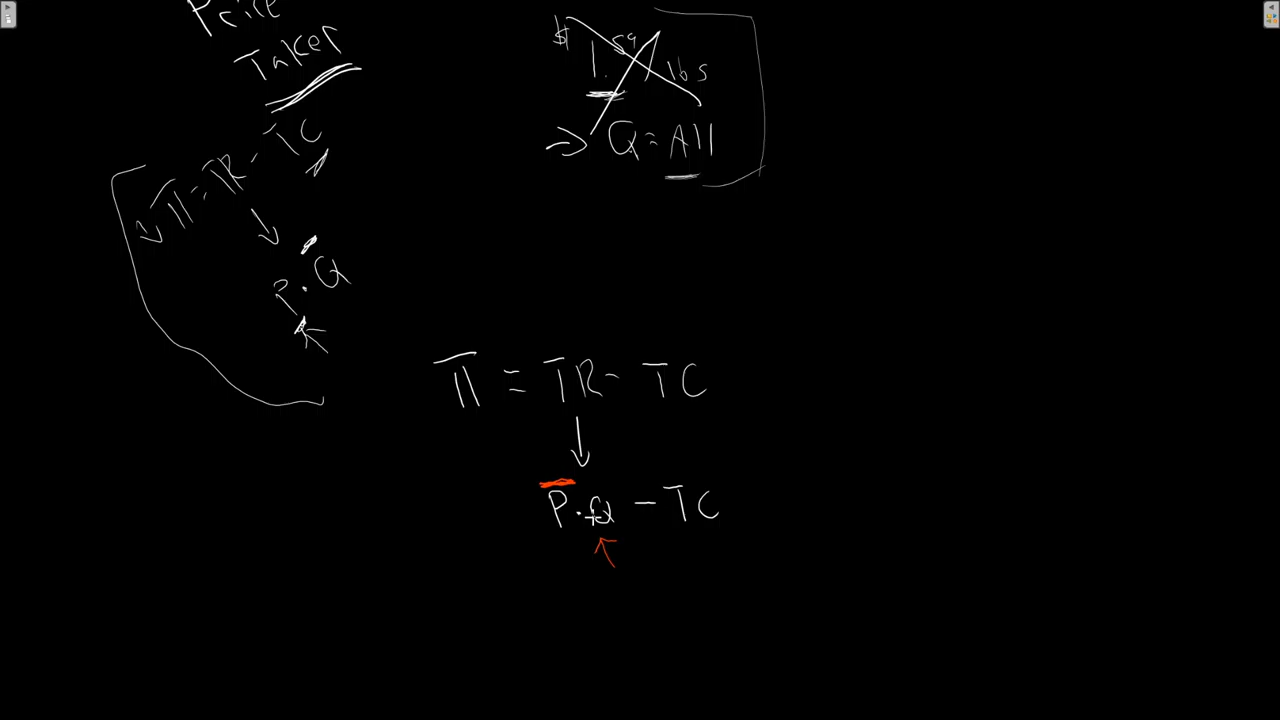 Price
Taker
π = TR - TC
P · Q
$ 1.59 / lbs
⇒ Q = All
π = TR - TC
P · Q - TC